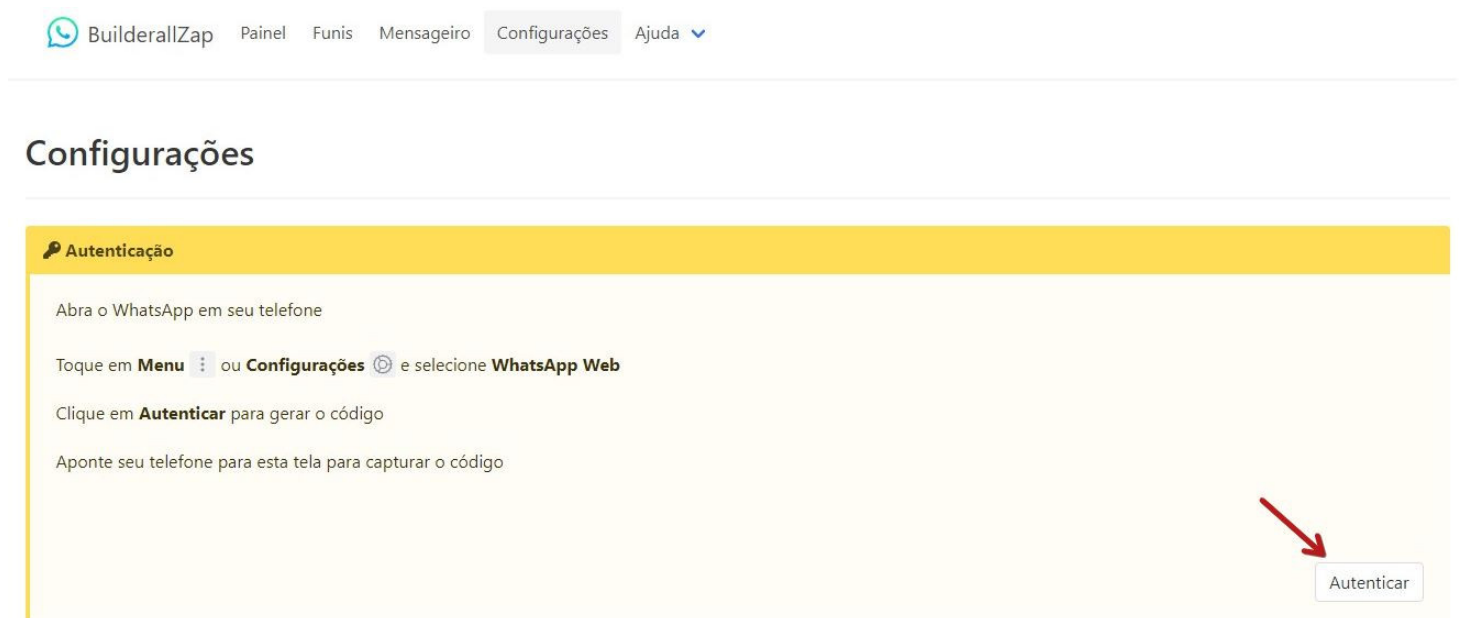 BuilderallZap Painel Funis Mensageiro Configurações Ajuda
Configurações
Autenticação
Abra o WhatsApp em seu telefone
Toque em Menu ou Configurações e selecione WhatsApp Web
Clique em Autenticar para gerar o código
Aponte seu telefone para esta tela para capturar o código
Autenticar